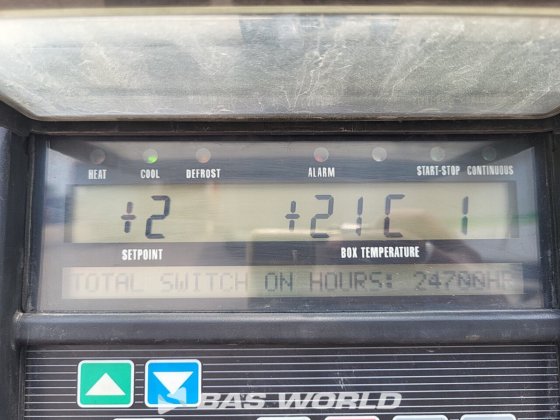 HEAT COOL DEFROST ALARM START-STOP CONTINUOUS
+2 +21C 1
SETPOINT BOX TEMPERATURE
TOTAL SWITCH ON HOURS: 24700HR
BAS WORLD